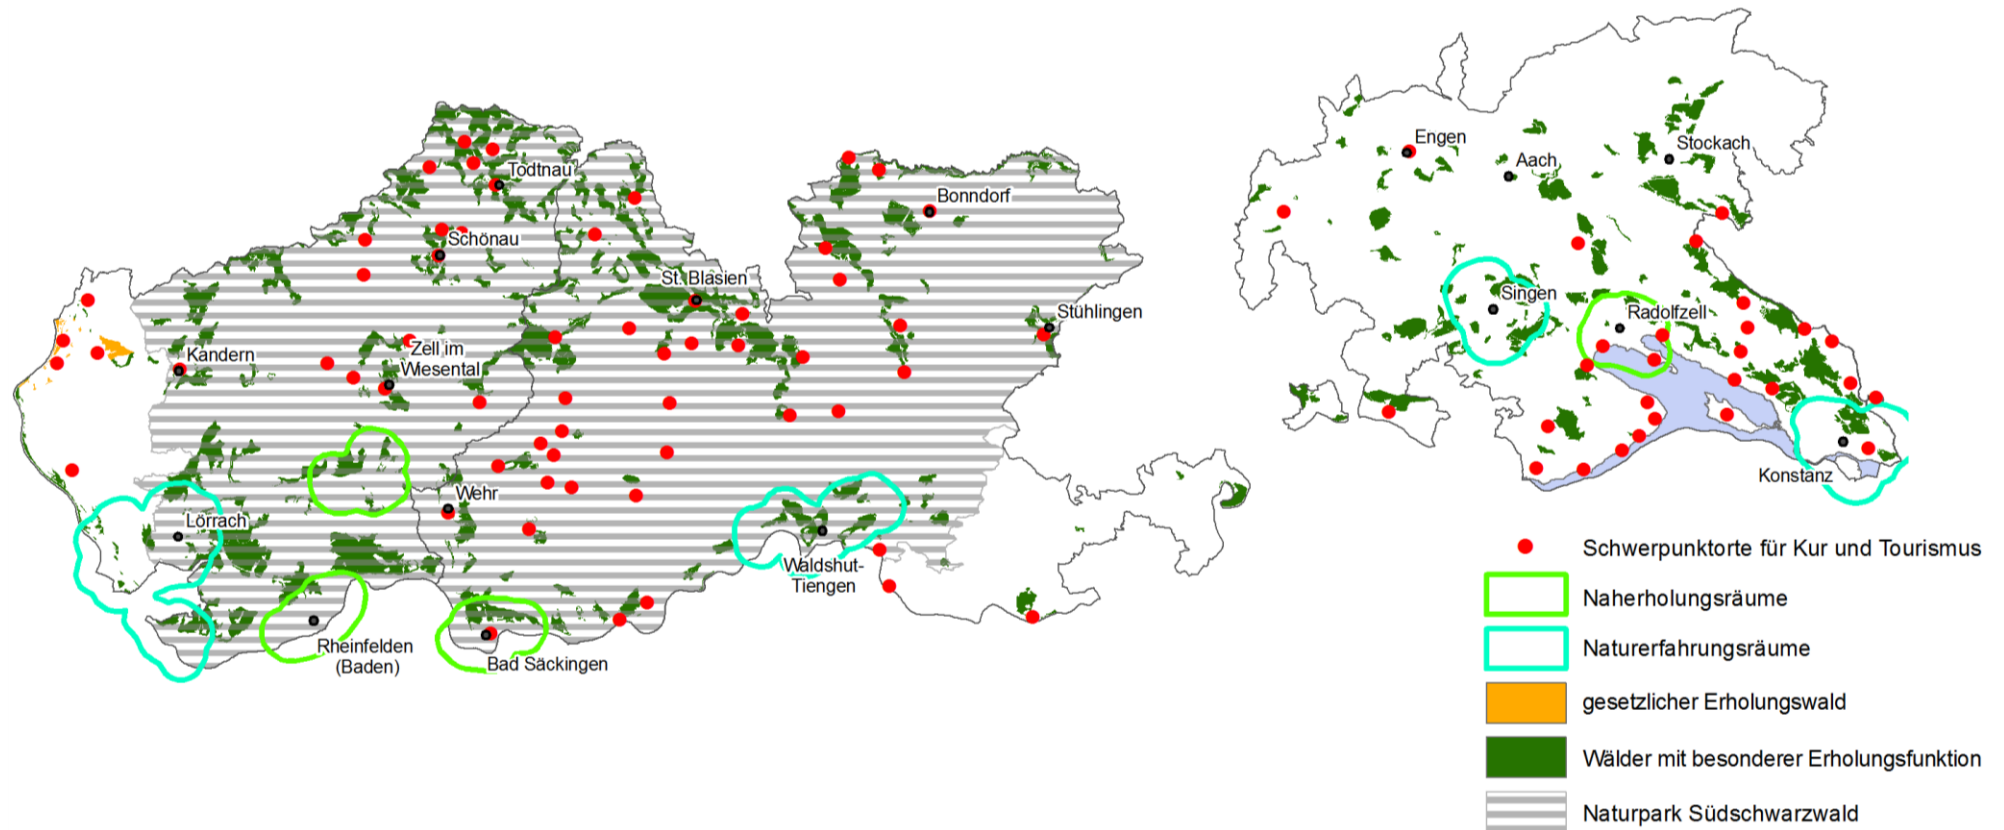 Engen
Stockach
Aach
Todtnau
Bonndorf
Schönau
St. Blasien
Singen
Stühlingen
Radolfzell
Kandern
Zell im
Wiesental
Konstanz
Wehr
Lörrach
Waldshut-
Tiengen
Rheinfelden
(Baden)
Bad Säckingen
Schwerpunktorte für Kur und Tourismus
Naherholungsräume
Naturerfahrungsräume
gesetzlicher Erholungswald
Wälder mit besonderer Erholungsfunktion
Naturpark Südschwarzwald